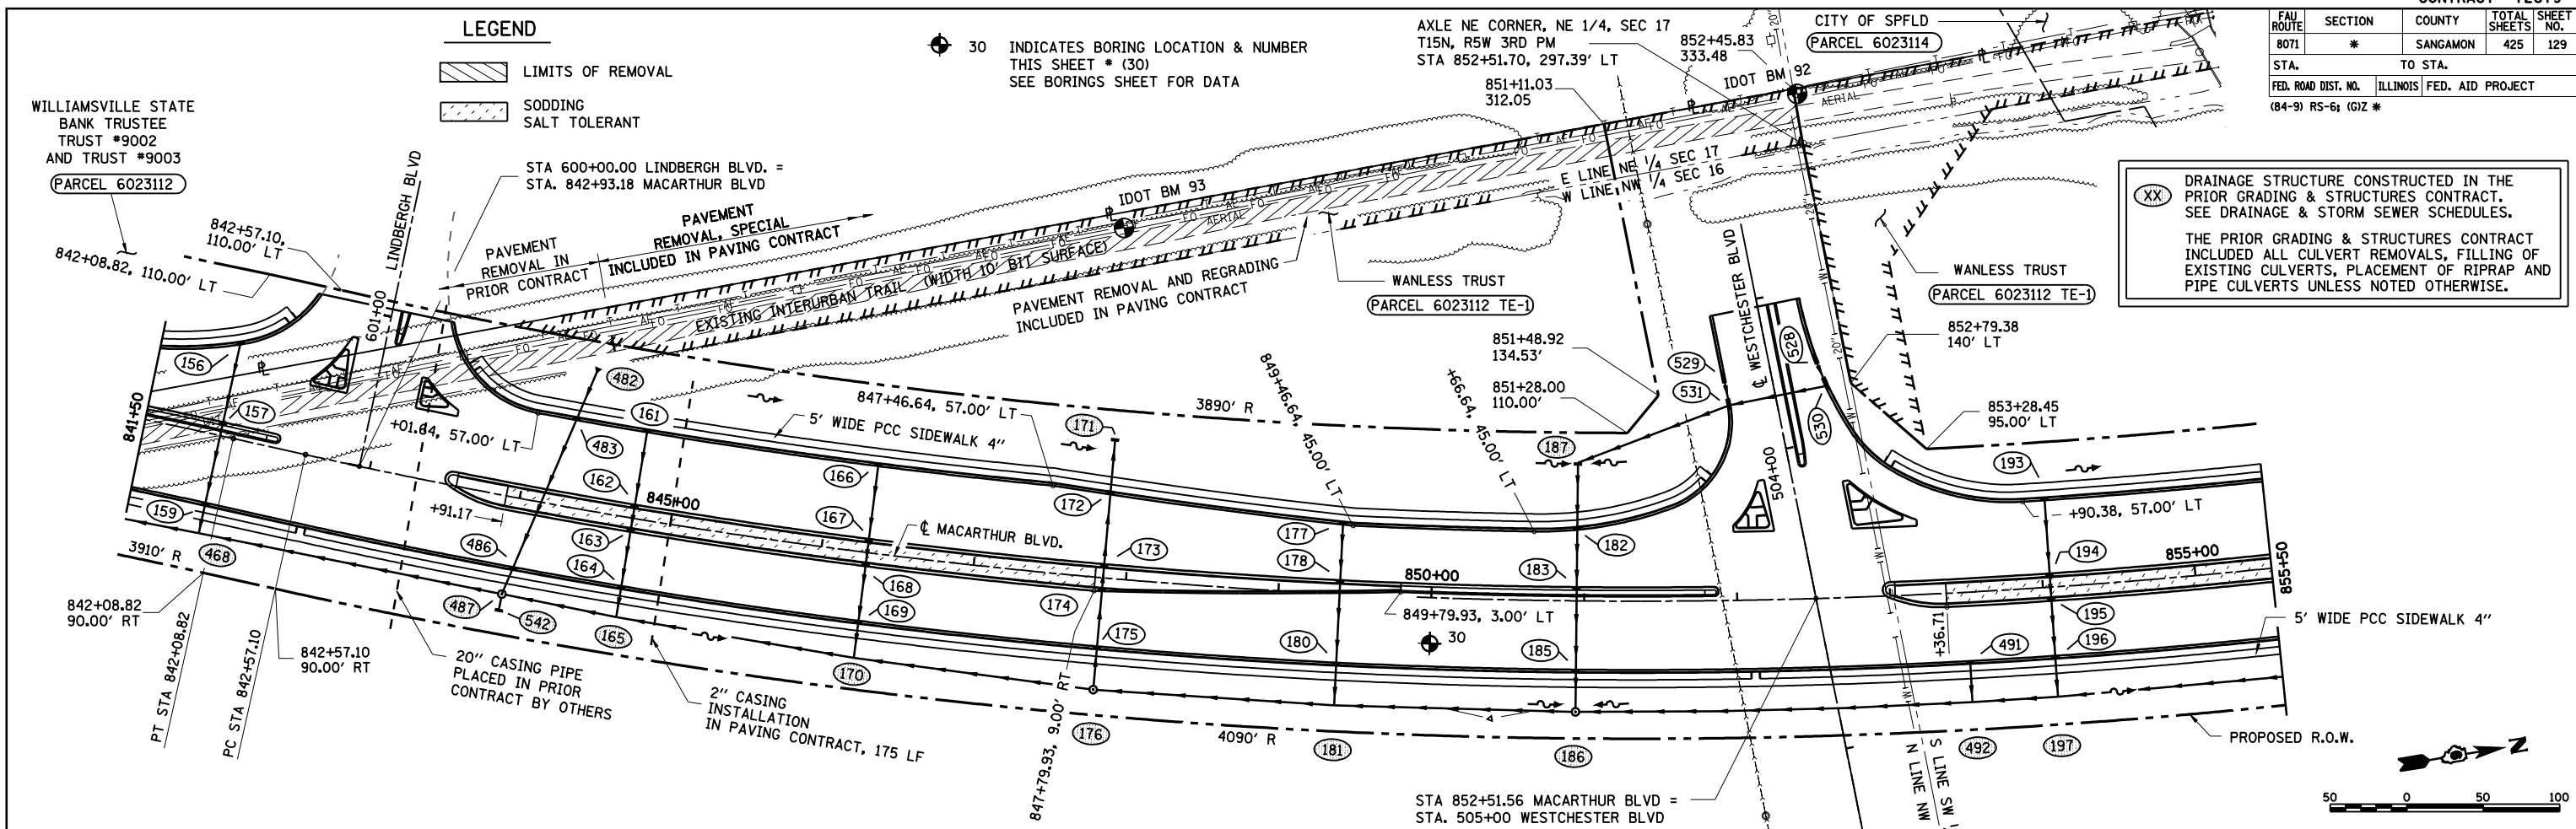 LEGEND
LIMITS OF REMOVAL
SODDING
SALT TOLERANT
30 INDICATES BORING LOCATION & NUMBER
THIS SHEET # (30)
SEE BORINGS SHEET FOR DATA
AXLE NE CORNER, NE 1/4, SEC 17
T15N, R5W 3RD PM
STA 852+51.70, 297.39' LT
CITY OF SPFLD
PARCEL 6023114
852+45.83
333.48
851+11.03
312.05
IDOT BM 92
AERIAL
FAU ROUTE
SECTION
COUNTY
TOTAL SHEETS
SHEET NO.
8071
*
SANGAMON
425
129
STA.
TO STA.
FED. ROAD DIST. NO.
ILLINOIS
FED. AID PROJECT
(84-9) RS-6; (G)Z *
XX
DRAINAGE STRUCTURE CONSTRUCTED IN THE
PRIOR GRADING & STRUCTURES CONTRACT.
SEE DRAINAGE & STORM SEWER SCHEDULES.
THE PRIOR GRADING & STRUCTURES CONTRACT
INCLUDED ALL CULVERT REMOVALS, FILLING OF
EXISTING CULVERTS, PLACEMENT OF RIPRAP AND
PIPE CULVERTS UNLESS NOTED OTHERWISE.
WILLIAMSVILLE STATE
BANK TRUSTEE
TRUST #9002
AND TRUST #9003
PARCEL 6023112
842+08.82, 110.00' LT
842+57.10,
110.00' LT
LINDBERGH BLVD
601+00
STA 600+00.00 LINDBERGH BLVD. =
STA. 842+93.18 MACARTHUR BLVD
PAVEMENT
REMOVAL IN
PRIOR CONTRACT
PAVEMENT
REMOVAL, SPECIAL
INCLUDED IN PAVING CONTRACT
IDOT BM 93
AERIAL
EXISTING INTERURBAN TRAIL (WIDTH 10' BIT SURFACE)
PAVEMENT REMOVAL AND REGRADING
INCLUDED IN PAVING CONTRACT
E LINE NE 1/4 SEC 17
W LINE NW 1/4 SEC 16
WANLESS TRUST
PARCEL 6023112 TE-1
WANLESS TRUST
PARCEL 6023112 TE-1
20"
20"
20"
WESTCHESTER BLVD
504+00
851+48.92
134.53'
851+28.00
110.00'
852+79.38
140' LT
853+28.45
95.00' LT
+90.38, 57.00' LT
841+50
156
157
159
468
+01.64, 57.00' LT
482
161
483
162
163
164
486
487
542
165
+91.17
845+00
847+46.64, 57.00' LT
5' WIDE PCC SIDEWALK 4"
3890' R
166
167
168
169
170
171
172
173
174
175
176
℄ MACARTHUR BLVD.
849+46.64, 45.00' LT
+66.64, 45.00' LT
177
178
180
181
182
183
185
186
187
850+00
849+79.93, 3.00' LT
30
528
529
530
531
193
194
195
196
197
491
492
+36.71
855+00
855+50
5' WIDE PCC SIDEWALK 4"
3910' R
842+08.82
90.00' RT
PT STA 842+08.82
PC STA 842+57.10
842+57.10
90.00' RT
20" CASING PIPE
PLACED IN PRIOR
CONTRACT BY OTHERS
2" CASING
INSTALLATION
IN PAVING CONTRACT, 175 LF
847+79.93, 9.00' RT
4090' R
STA 852+51.56 MACARTHUR BLVD =
STA. 505+00 WESTCHESTER BLVD
N LINE NW
S LINE SW
PROPOSED R.O.W.
N
50 0 50 100